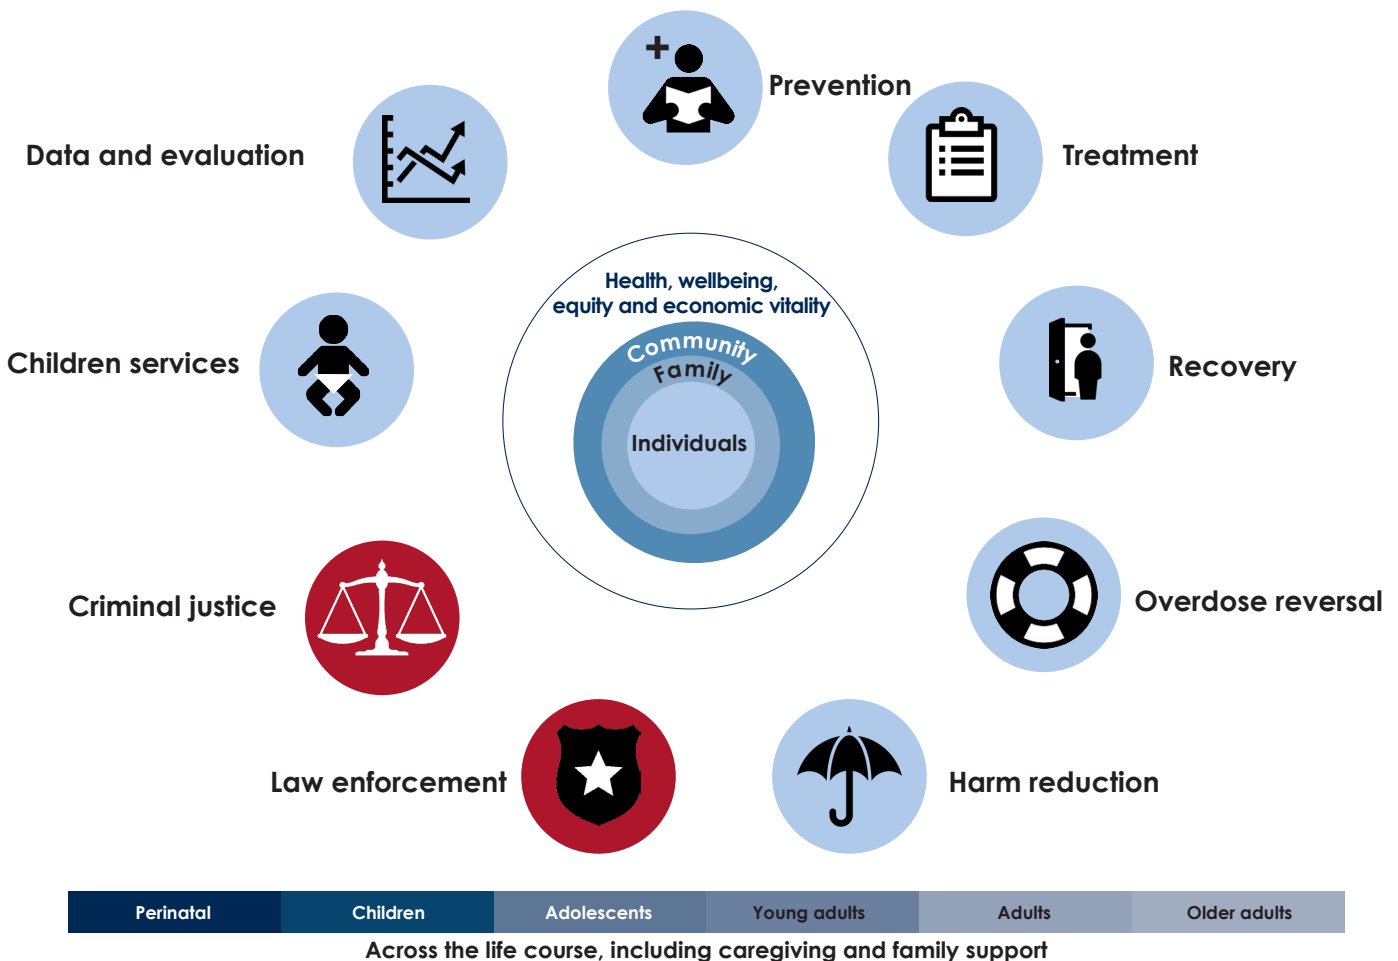 Prevention
Data and evaluation
Treatment
Health, wellbeing,
equity and economic vitality
Community
Family
Individuals
Children services
Recovery
Criminal justice
Overdose reversal
Law enforcement
Harm reduction
Perinatal
Children
Adolescents
Young adults
Adults
Older adults
Across the life course, including caregiving and family support